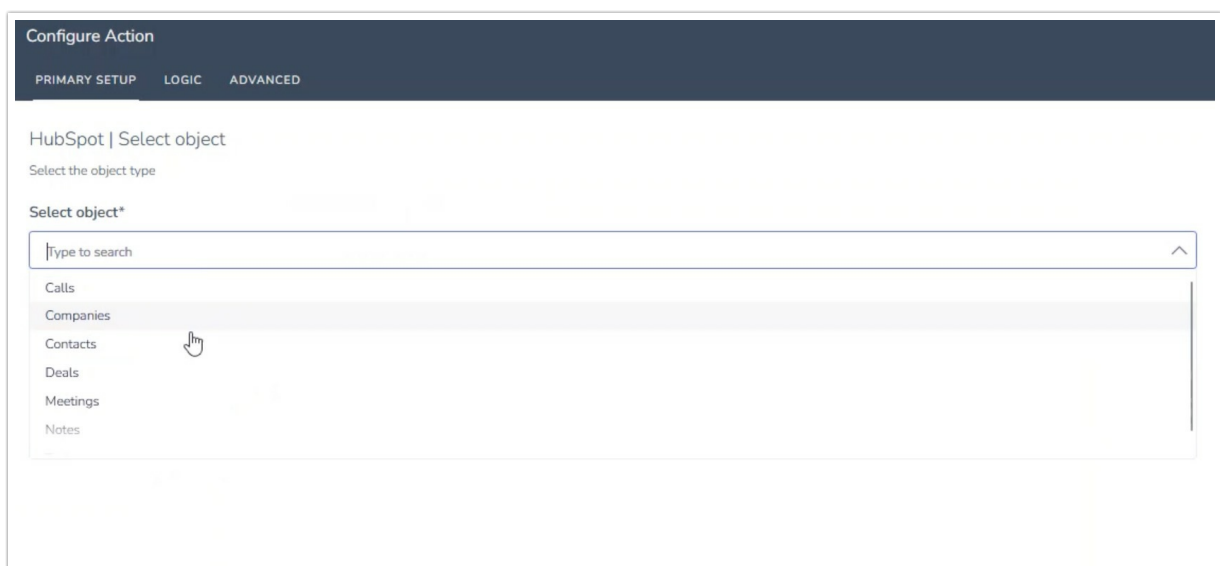 Configure Action
PRIMARY SETUP LOGIC ADVANCED
HubSpot | Select object
Select the object type
Select object*
Type to search
Calls
Companies
Contacts
Deals
Meetings
Notes